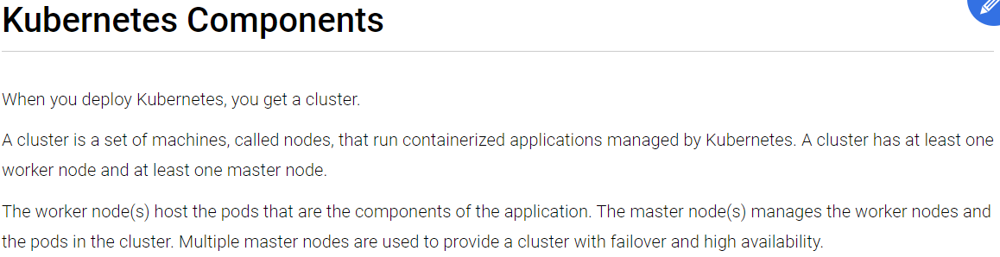 Kubernetes Components
When you deploy Kubernetes, you get a cluster.
A cluster is a set of machines, called nodes, that run containerized applications managed by Kubernetes. A cluster has at least one
worker node and at least one master node.
The worker node(s) host the pods that are the components of the application. The master node(s) manages the worker nodes and
the pods in the cluster. Multiple master nodes are used to provide a cluster with failover and high availability.